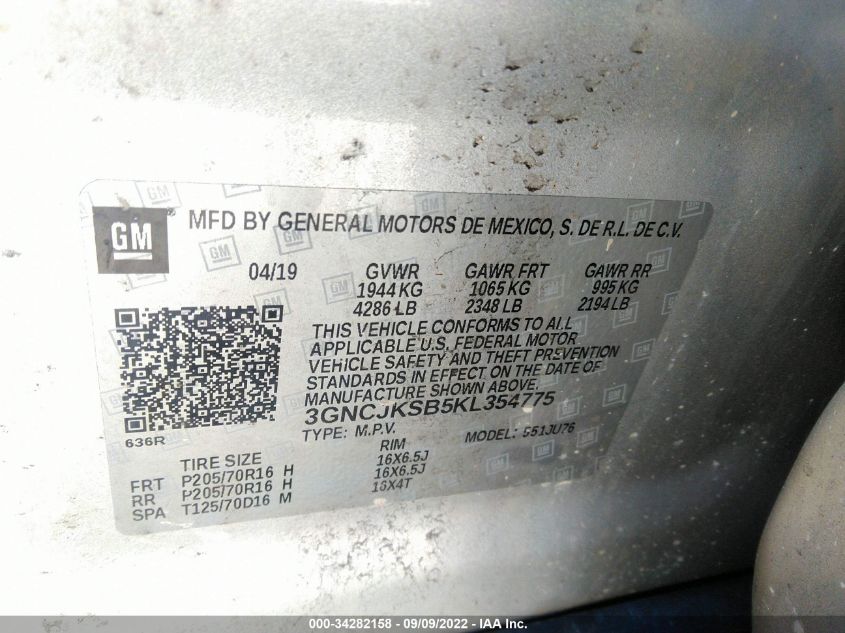 GM MFD BY GENERAL MOTORS DE MEXICO, S. DE R.L. DE C.V.
04/19 GVWR GAWR FRT GAWR RR
1944 KG 1065 KG 995 KG
4286 LB 2348 LB 2194 LB
THIS VEHICLE CONFORMS TO ALL
APPLICABLE U.S. FEDERAL MOTOR
VEHICLE SAFETY AND THEFT PREVENTION
STANDARDS IN EFFECT ON THE DATE OF
MANUFACTURE SHOWN ABOVE.
3GNCJKSB5KL354775
636R TYPE: M.P.V. MODEL: S51JU76
TIRE SIZE RIM
FRT P205/70R16 H 16X6.5J
RR P205/70R16 H 16X6.5J
SPA T125/70D16 M 16X4T
000-34282158 - 09/09/2022 - IAA Inc.